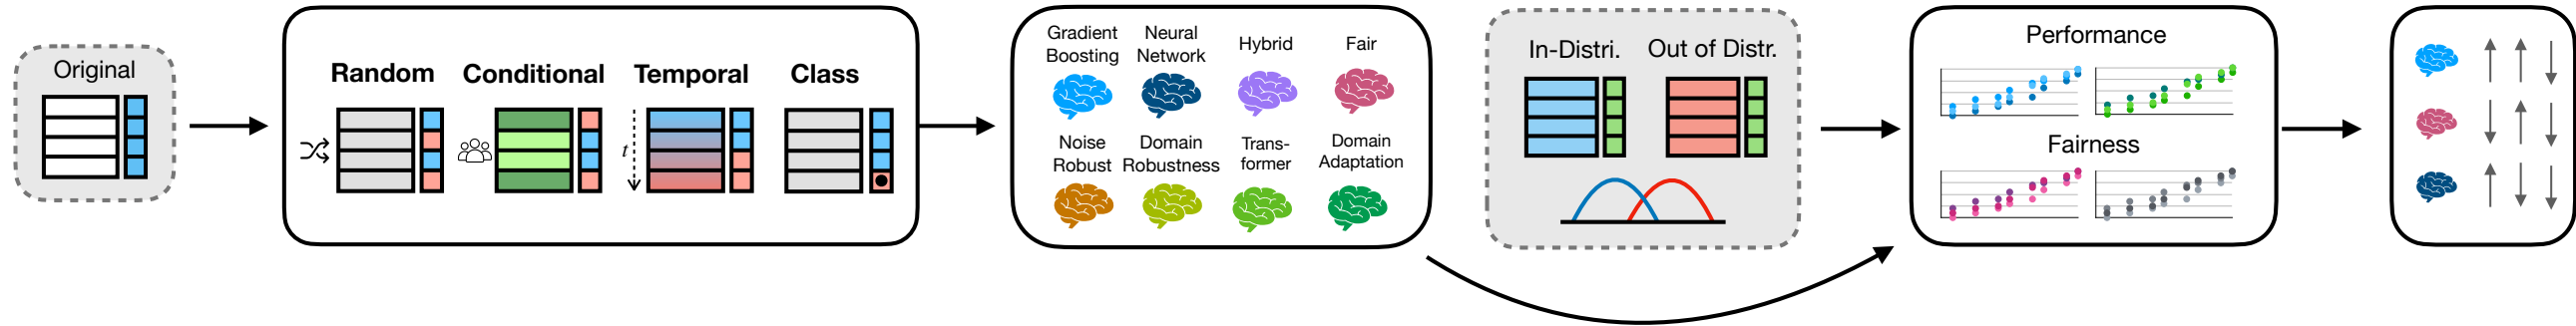 Original
Random
Conditional
Temporal
Class
t
Gradient
Boosting
Neural
Network
Hybrid
Fair
Noise
Robust
Domain
Robustness
Trans-
former
Domain
Adaptation
In-Distri.
Out of Distr.
Performance
Fairness